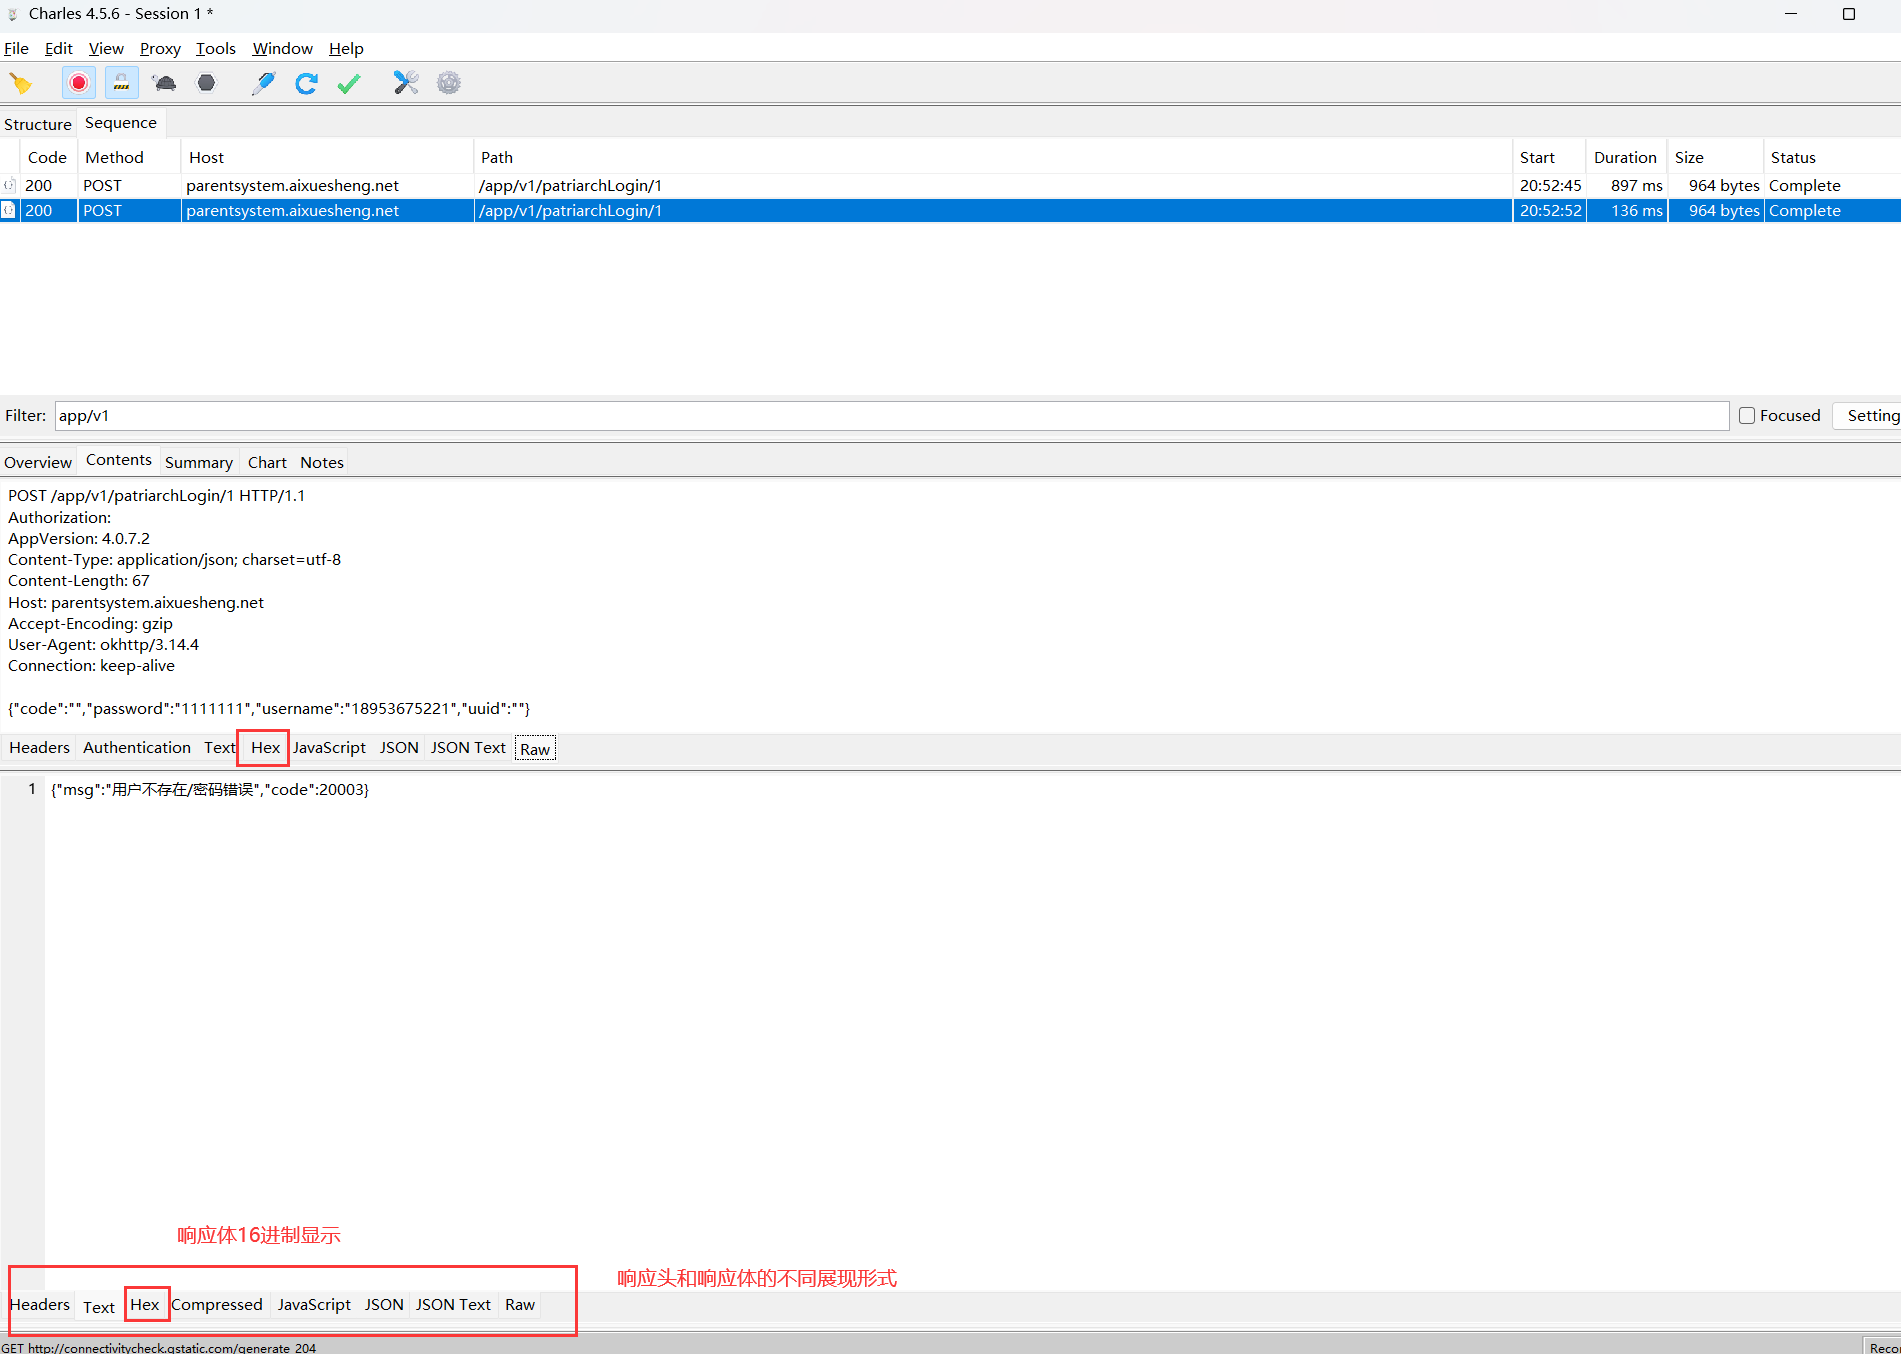 Charles 4.5.6 - Session 1 *
File Edit View Proxy Tools Window Help
Structure Sequence
Code Method Host Path Start Duration Size Status
200 POST parentsystem.aixuesheng.net /app/v1/patriarchLogin/1 20:52:45 897 ms 964 bytes Complete
200 POST parentsystem.aixuesheng.net /app/v1/patriarchLogin/1 20:52:52 136 ms 964 bytes Complete
Filter: app/v1 Focused Setting
Overview Contents Summary Chart Notes
POST /app/v1/patriarchLogin/1 HTTP/1.1
Authorization:
AppVersion: 4.0.7.2
Content-Type: application/json; charset=utf-8
Content-Length: 67
Host: parentsystem.aixuesheng.net
Accept-Encoding: gzip
User-Agent: okhttp/3.14.4
Connection: keep-alive
{"code":"","password":"1111111","username":"18953675221","uuid":""}
Headers Authentication Text Hex JavaScript JSON JSON Text Raw
1 {"msg":"用户不存在/密码错误","code":20003}
响应体16进制显示
响应头和响应体的不同展现形式
Headers Text Hex Compressed JavaScript JSON JSON Text Raw
GET http://connectivitycheck.gstatic.com/generate_204 Reco